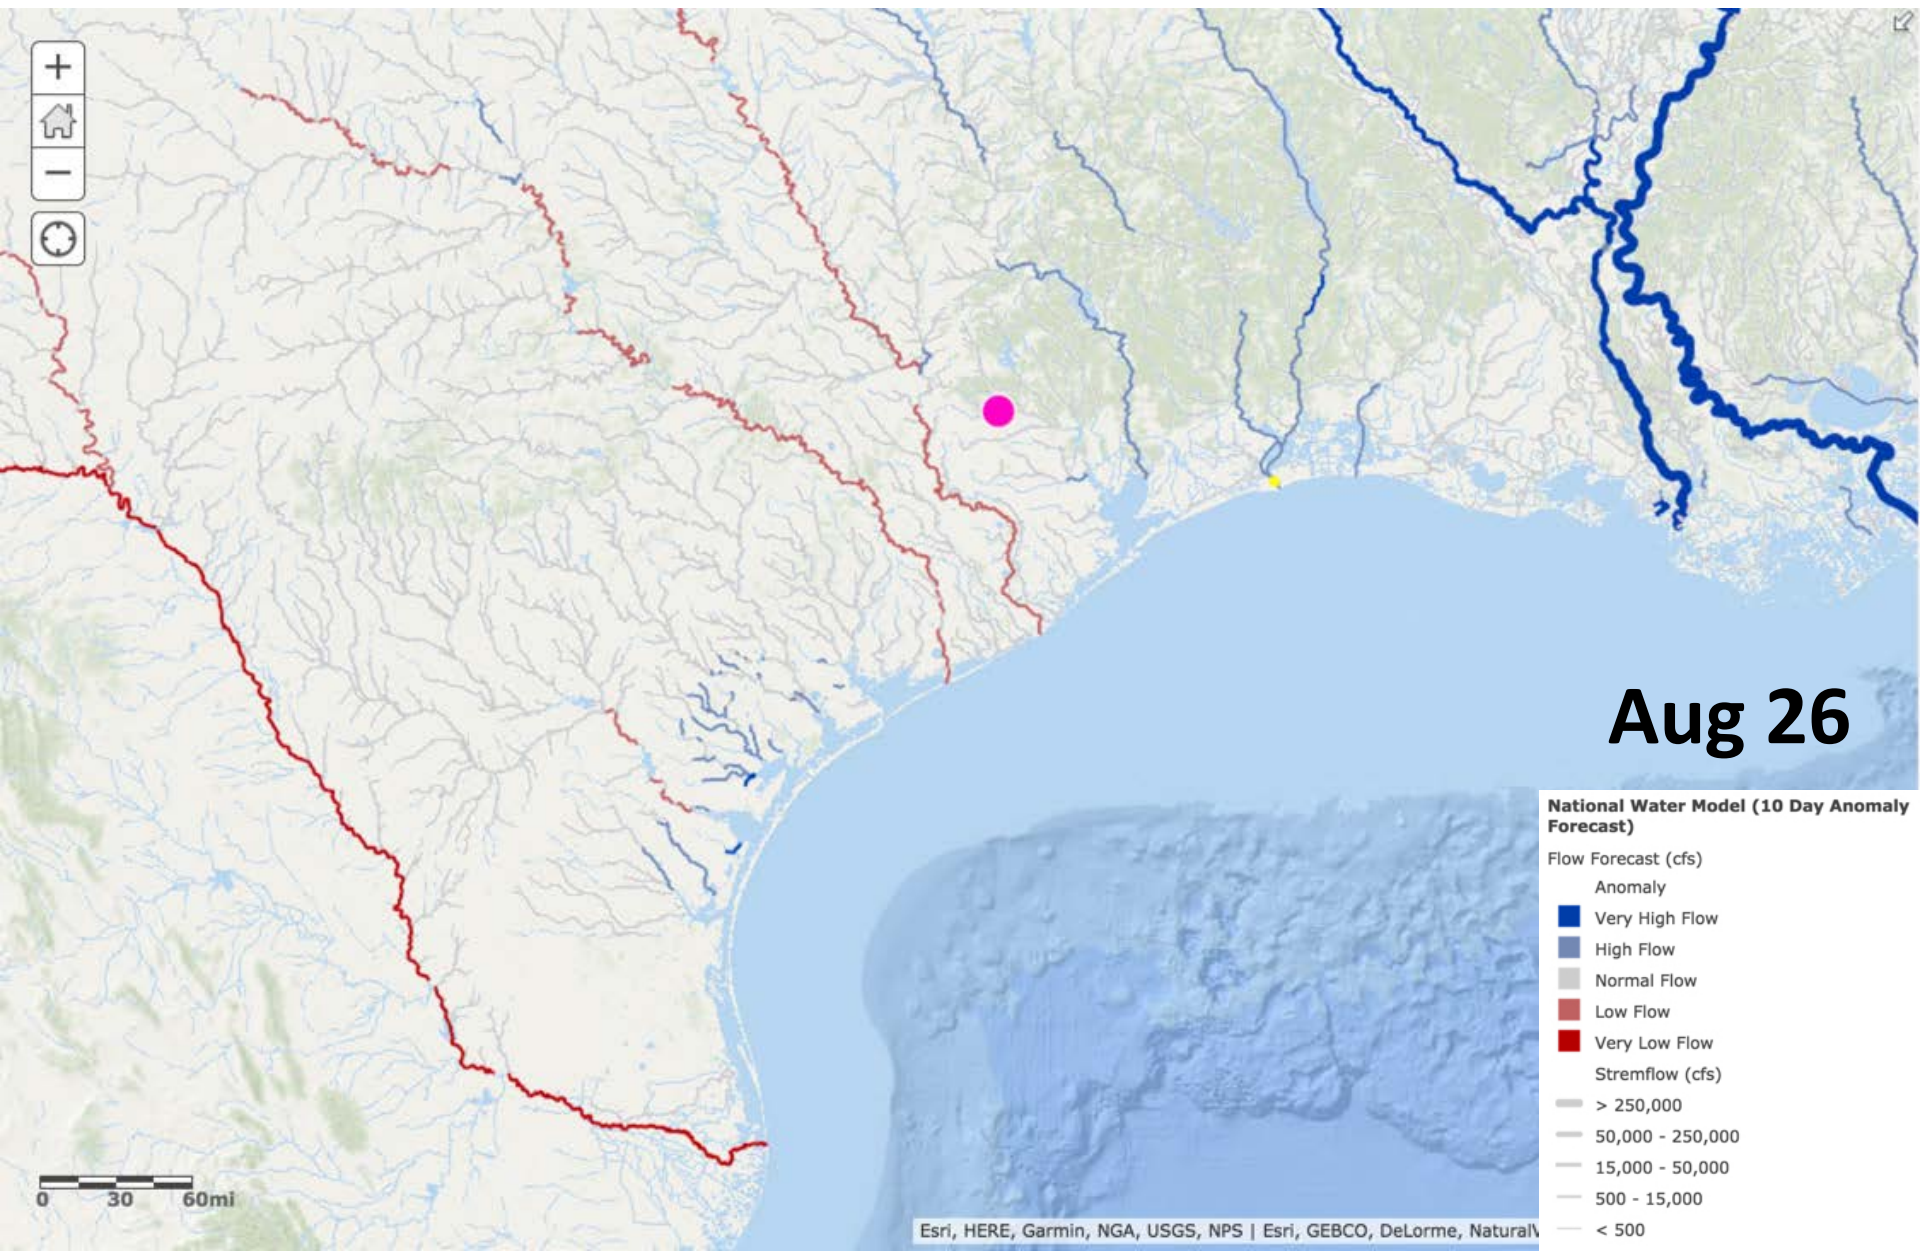 +
−
Aug 26
National Water Model (10 Day Anomaly
Forecast)
Flow Forecast (cfs)
Anomaly
Very High Flow
High Flow
Normal Flow
Low Flow
Very Low Flow
Stremflow (cfs)
> 250,000
50,000 - 250,000
15,000 - 50,000
500 - 15,000
< 500
0 30 60mi
Esri, HERE, Garmin, NGA, USGS, NPS | Esri, GEBCO, DeLorme, NaturalV